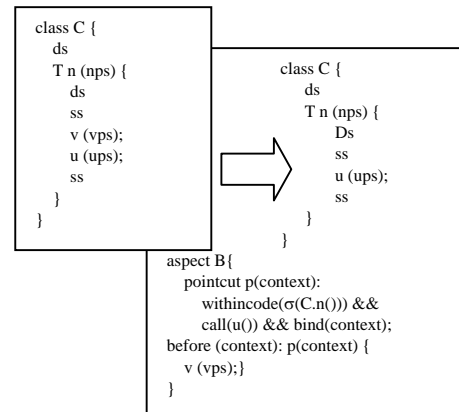 class C {
ds
T n (nps) {
ds
ss
v (vps);
u (ups);
ss
}
}
class C {
ds
T n (nps) {
Ds
ss
u (ups);
ss
}
}
aspect B{
pointcut p(context):
withincode(σ(C.n())) &&
call(u()) && bind(context);
before (context): p(context) {
v (vps);}
}